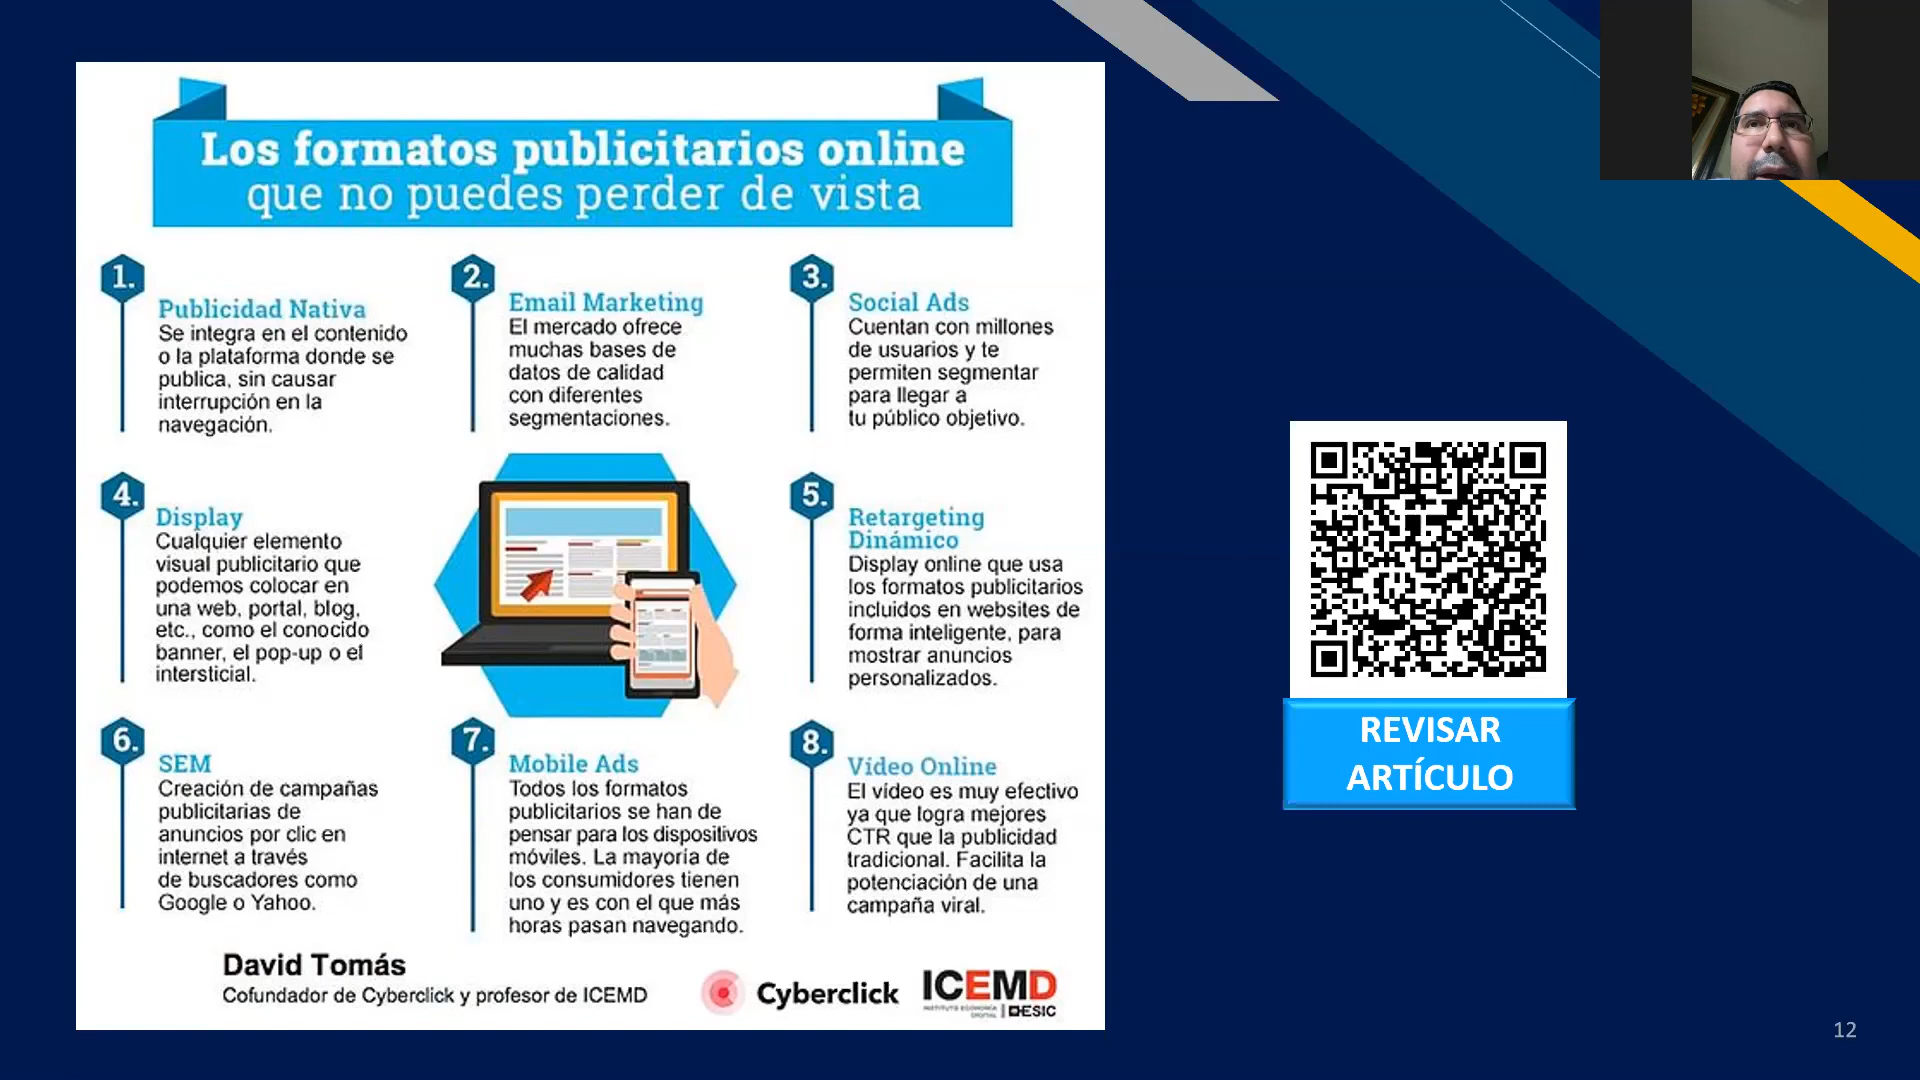 Los formatos publicitarios online
que no puedes perder de vista
1.
Publicidad Nativa
Se integra en el contenido
o la plataforma donde se
publica, sin causar
interrupción en la
navegación.
2.
Email Marketing
El mercado ofrece
muchas bases de
datos de calidad
con diferentes
segmentaciones.
3.
Social Ads
Cuentan con millones
de usuarios y te
permiten segmentar
para llegar a
tu público objetivo.
4.
Display
Cualquier elemento
visual publicitario que
podemos colocar en
una web, portal, blog,
etc., como el conocido
banner, el pop-up o el
intersticial.
5.
Retargeting
Dinámico
Display online que usa
los formatos publicitarios
incluidos en websites de
forma inteligente, para
mostrar anuncios
personalizados.
6.
SEM
Creación de campañas
publicitarias de
anuncios por clic en
internet a través
de buscadores como
Google o Yahoo.
7.
Mobile Ads
Todos los formatos
publicitarios se han de
pensar para los dispositivos
móviles. La mayoría de
los consumidores tienen
uno y es con el que más
horas pasan navegando.
8.
Vídeo Online
El vídeo es muy efectivo
ya que logra mejores
CTR que la publicidad
tradicional. Facilita la
potenciación de una
campaña viral.
David Tomás
Cofundador de Cyberclick y profesor de ICEMD
Cyberclick
ICEMD
INSTITUTO ECONOMÍA
DIGITAL
ESIC
REVISAR
ARTÍCULO
12